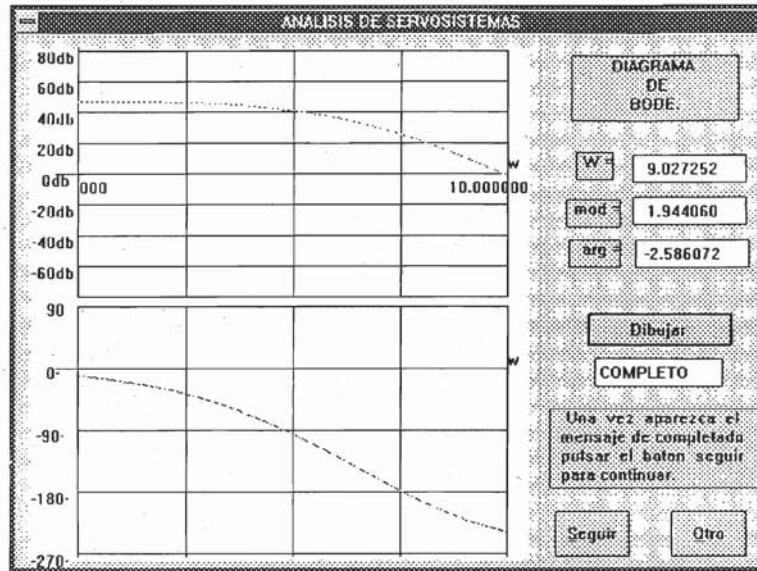 ANALISIS DE SERVOSISTEMAS
80db
60db
40db
20db
0db
-20db
-40db
-60db
000
10.000000
w
90
0
-90
-180
-270
w
DIAGRAMA
DE
BODE.
W =
9.027252
mod =
1.944060
arg =
-2.586072
Dibujar
COMPLETO
Una vez aparezca el
mensaje de completado
pulsar el boton seguir
para continuar.
Seguir
Otro